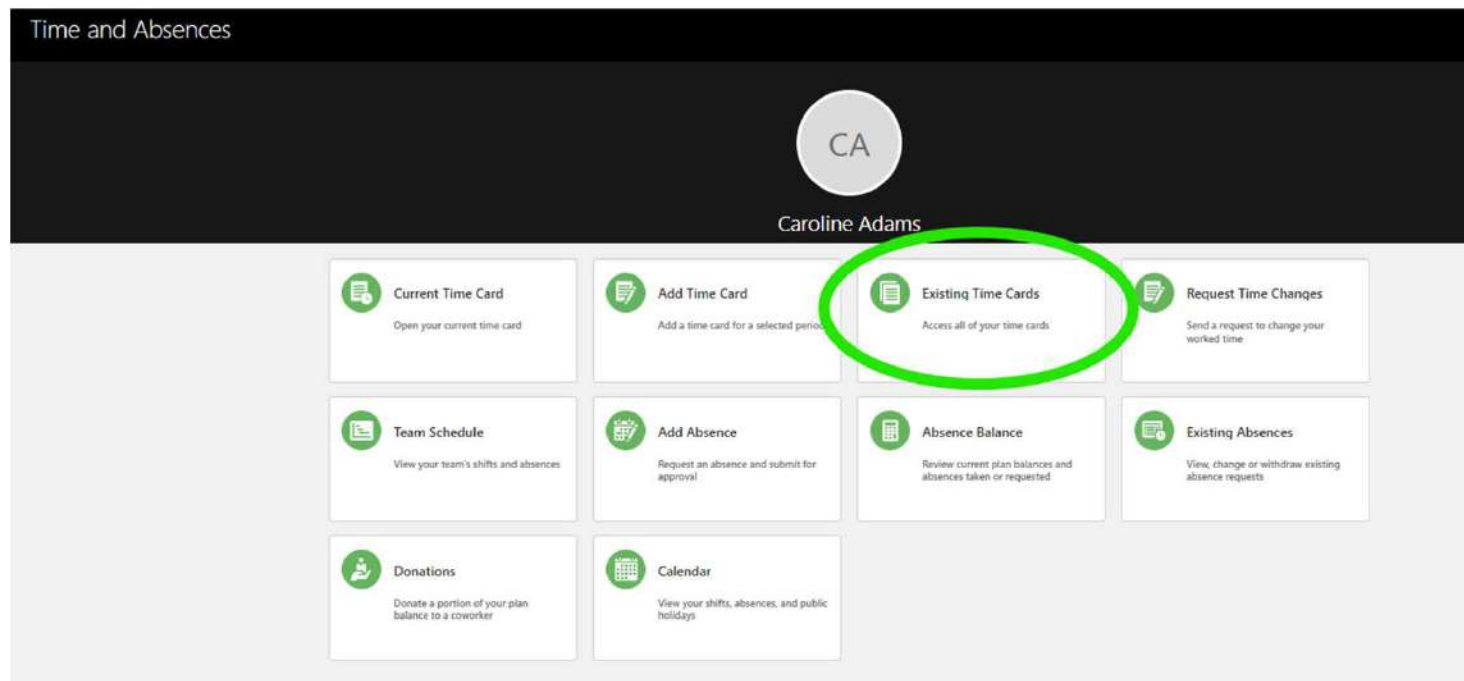 Time and Absences
CA
Caroline Adams
Current Time Card
Open your current time card
Add Time Card
Add a time card for a selected period
Existing Time Cards
Access all of your time cards
Request Time Changes
Send a request to change your
worked time
Team Schedule
View your team's shifts and absences
Add Absence
Request an absence and submit for
approval
Absence Balance
Review current plan balances and
absences taken or requested
Existing Absences
View, change or withdraw existing
absence requests
Donations
Donate a portion of your plan
balance to a coworker
Calendar
View your shifts, absences, and public
holidays